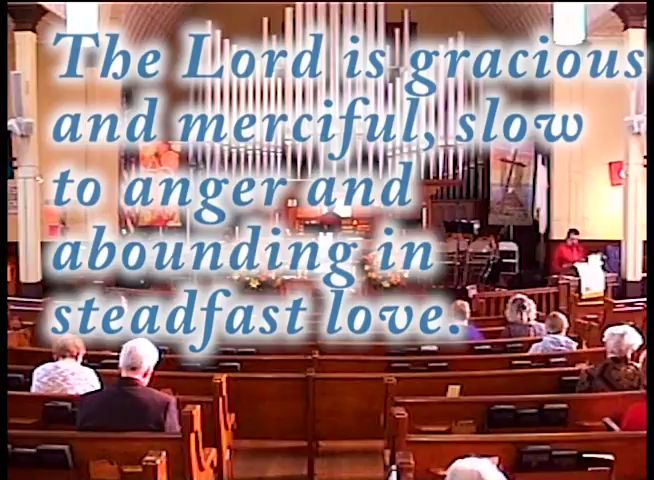 The Lord is gracious
and merciful, slow
to anger and
abounding in
steadfast love.